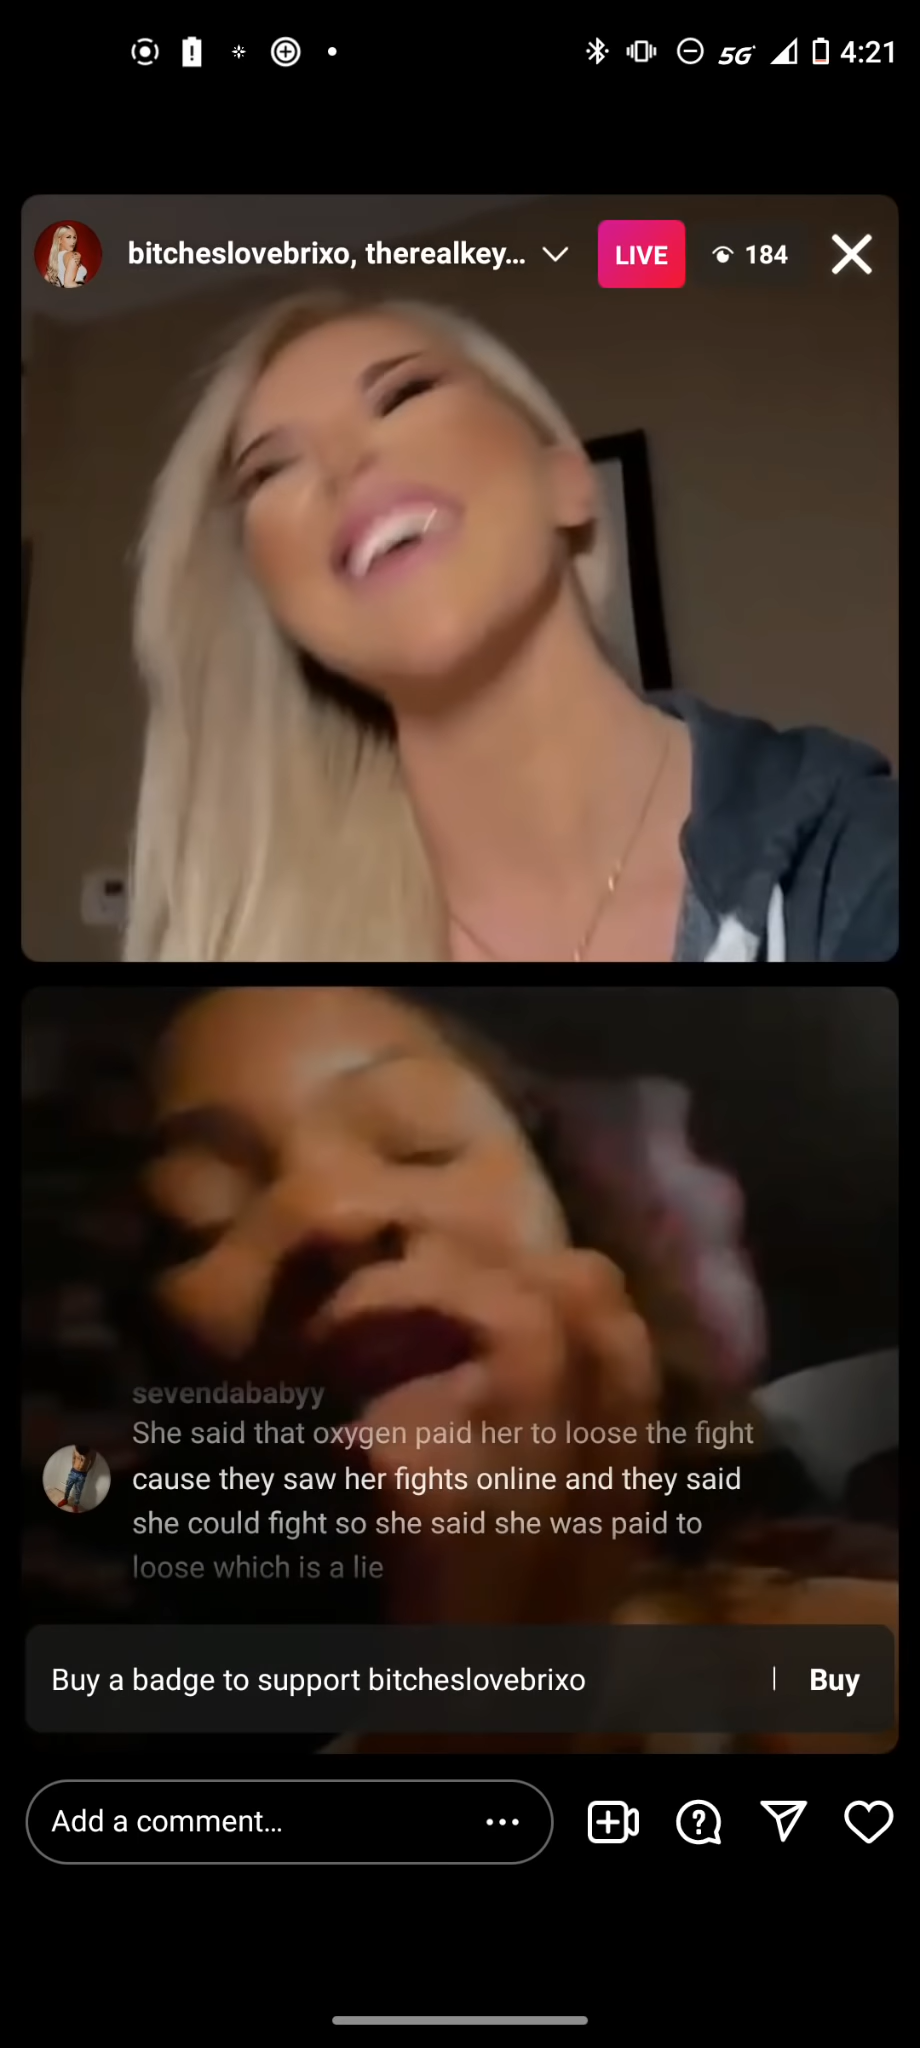 4:21
5G
bitcheslovebrixo, therealkey...
LIVE
184
sevendababyy
She said that oxygen paid her to loose the fight
cause they saw her fights online and they said
she could fight so she said she was paid to
loose which is a lie
Buy a badge to support bitcheslovebrixo
Buy
Add a comment...